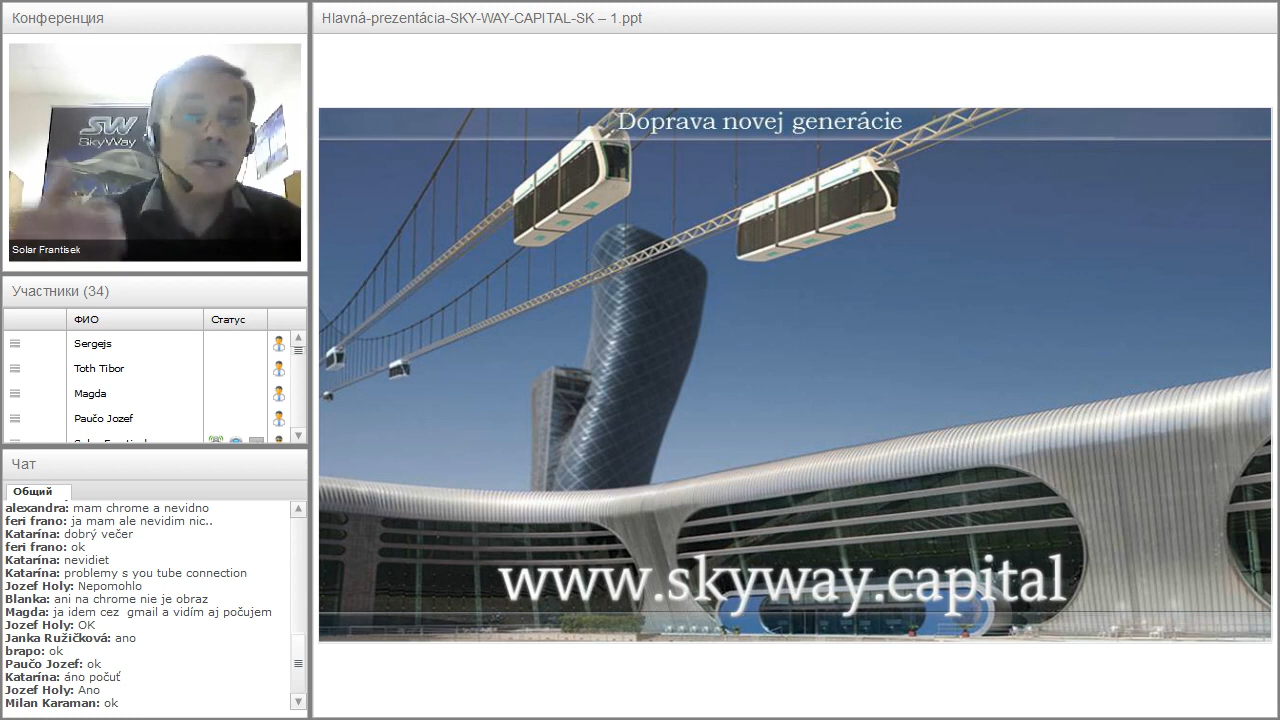 Конференция
SW
SkyWay
Solar Frantisek
Участники (34)
ФИО
Статус
Sergejs
Toth Tibor
Magda
Paučo Jozef
Чат
Общий
alexandra: mam chrome a nevidno
feri frano: ja mam ale nevidim nic..
Katarína: dobrý večer
feri frano: ok
Katarína: nevidiet
Katarína: problemy s you tube connection
Jozef Holy: Nepomohlo
Blanka: ani na chrome nie je obraz
Magda: ja idem cez  gmail a vidím aj počujem
Jozef Holy: OK
Janka Ružičková: ano
brapo: ok
Paučo Jozef: ok
Katarína: áno počuť
Jozef Holy: Ano
Milan Karaman: ok
Hlavná-prezentácia-SKY-WAY-CAPITAL-SK – 1.ppt
Doprava novej generácie
www.skyway.capital